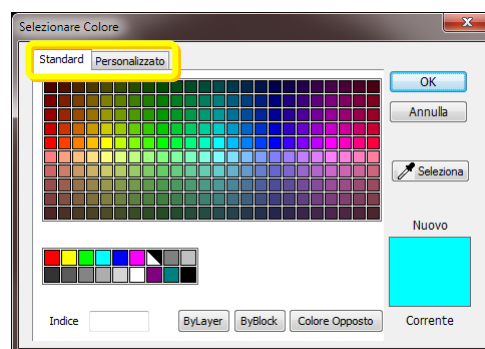 Selezionare Colore
Standard Personalizzato
OK
Annulla
Seleziona
Nuovo
Indice ByLayer ByBlock Colore Opposto Corrente